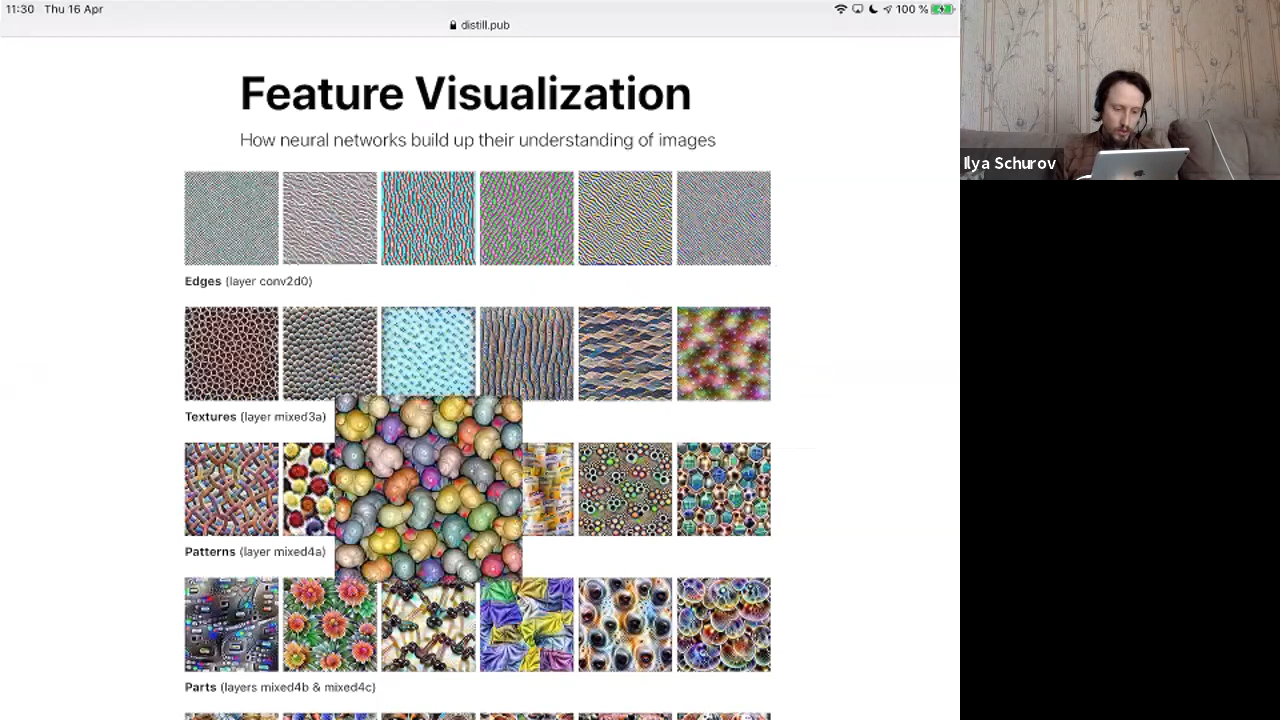 11:30 Thu 16 Apr
100 %
distill.pub
Feature Visualization
How neural networks build up their understanding of images
Ilya Schurov
Edges (layer conv2d0)
Textures (layer mixed3a)
Patterns (layer mixed4a)
Parts (layers mixed4b & mixed4c)